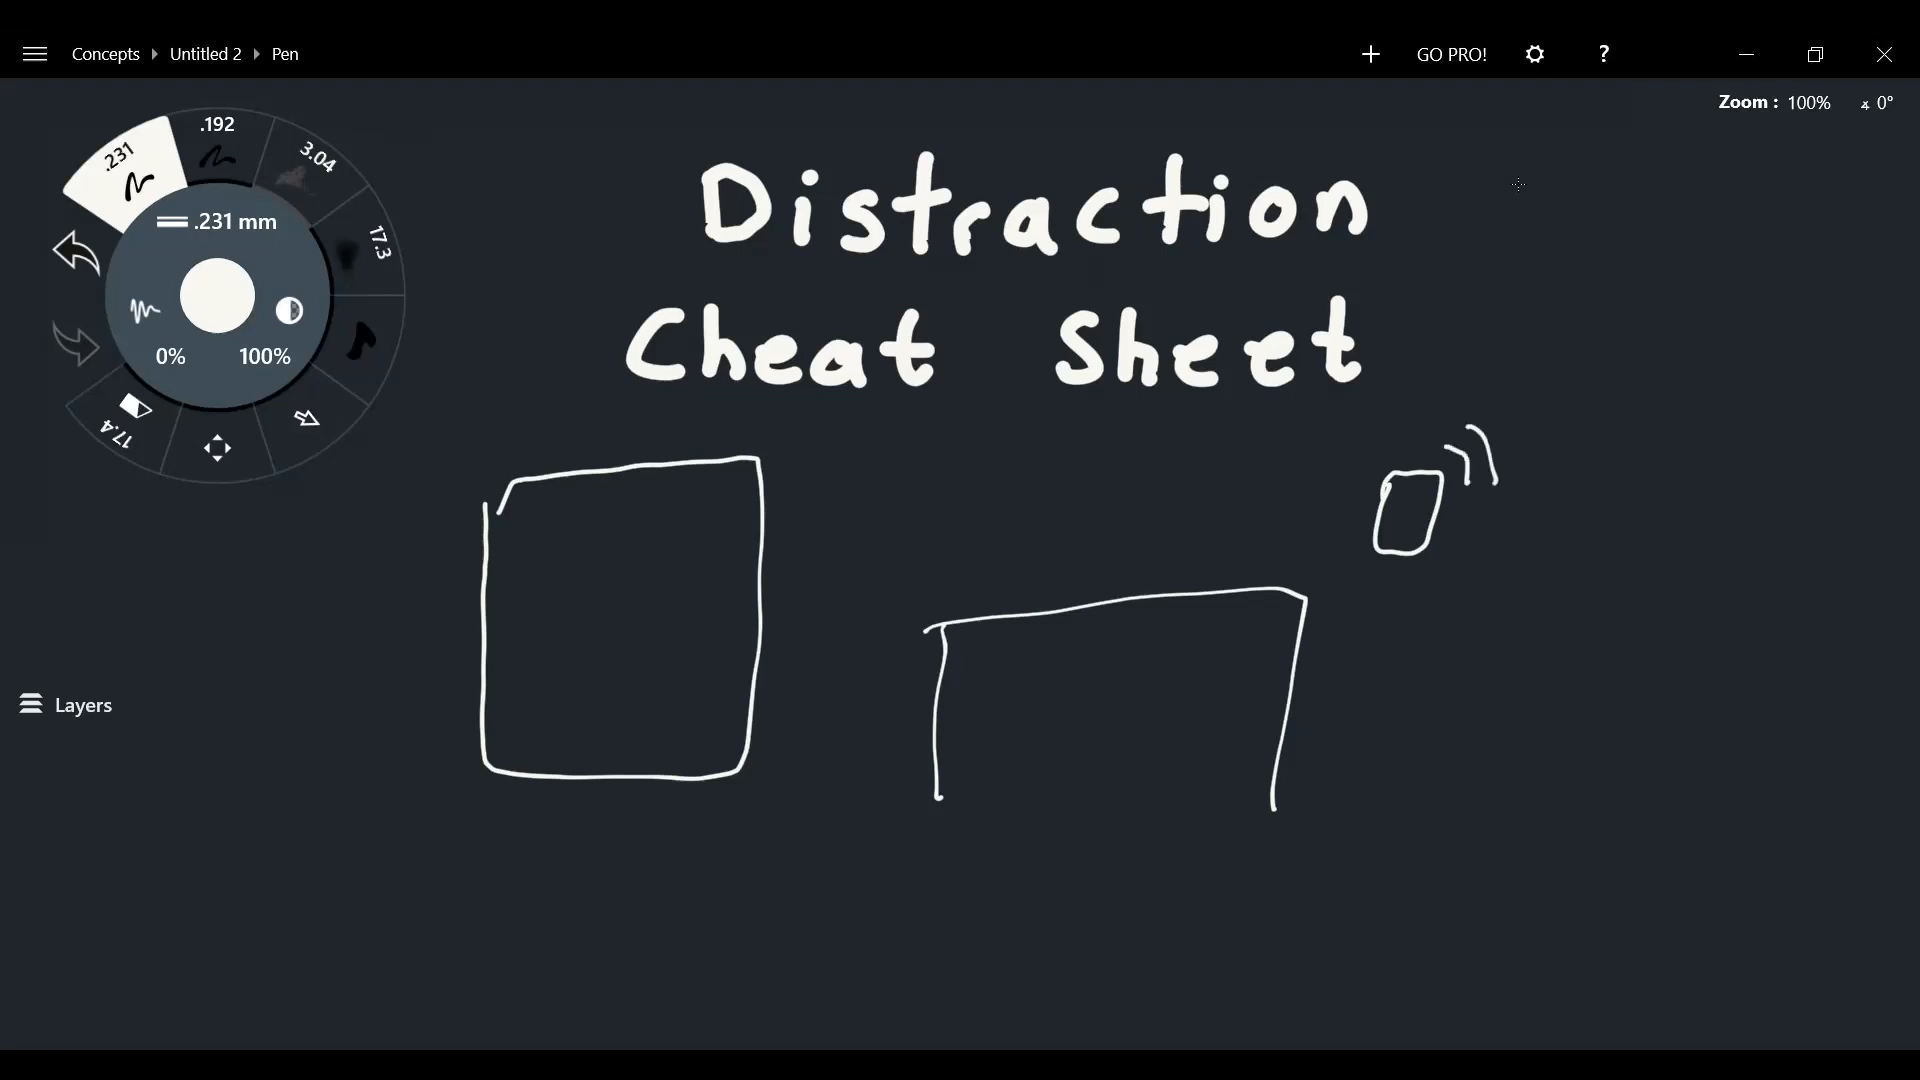 Concepts Untitled 2 Pen
GO PRO! ?
Zoom : 100% 0°
.231
.192
3.04
17.3
.231 mm
0% 100%
17.4
Distraction
Cheat Sheet
Layers